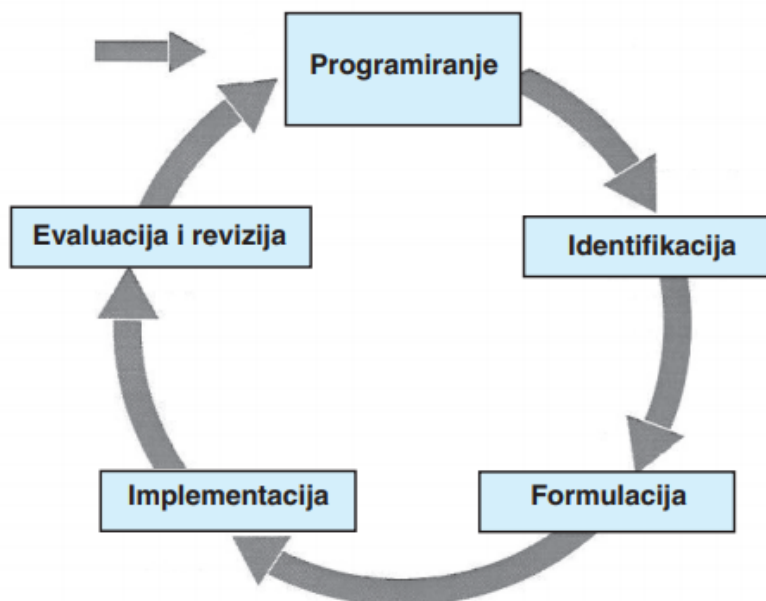 Programiranje
Identifikacija
Formulacija
Implementacija
Evaluacija i revizija